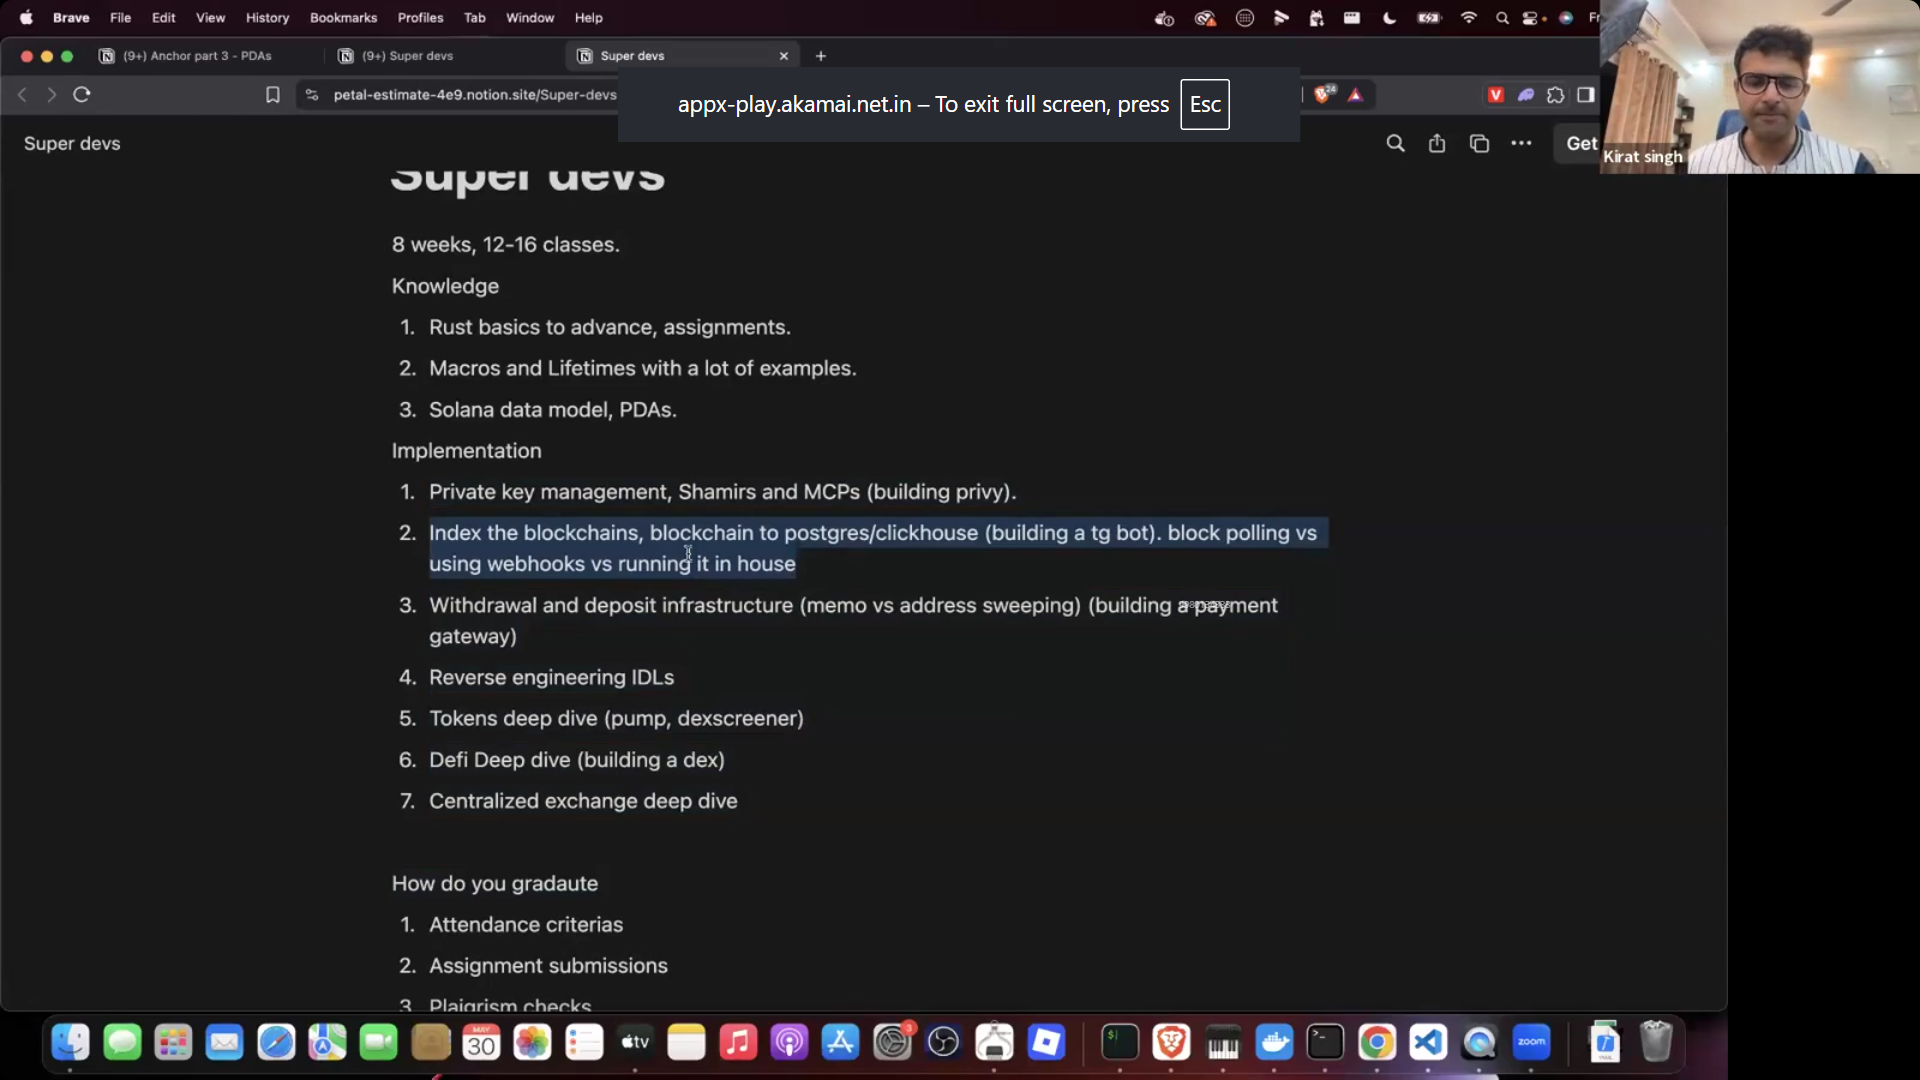 Brave File Edit View History Bookmarks Profiles Tab Window Help
(9+) Anchor part 3 - PDAs
(9+) Super devs
Super devs
petal-estimate-4e9.notion.site/Super-devs
24
appx-play.akamai.net.in – To exit full screen, press Esc
Super devs
Get
Kirat singh
Super devs
8 weeks, 12-16 classes.
Knowledge
1. Rust basics to advance, assignments.
2. Macros and Lifetimes with a lot of examples.
3. Solana data model, PDAs.
Implementation
1. Private key management, Shamirs and MCPs (building privy).
2. Index the blockchains, blockchain to postgres/clickhouse (building a tg bot). block polling vs
using webhooks vs running it in house
3. Withdrawal and deposit infrastructure (memo vs address sweeping) (building a payment
gateway)
4. Reverse engineering IDLs
5. Tokens deep dive (pump, dexscreener)
6. Defi Deep dive (building a dex)
7. Centralized exchange deep dive
How do you gradaute
1. Attendance criterias
2. Assignment submissions
3. Plaigrism checks
MAY
30
tv
3
zoom